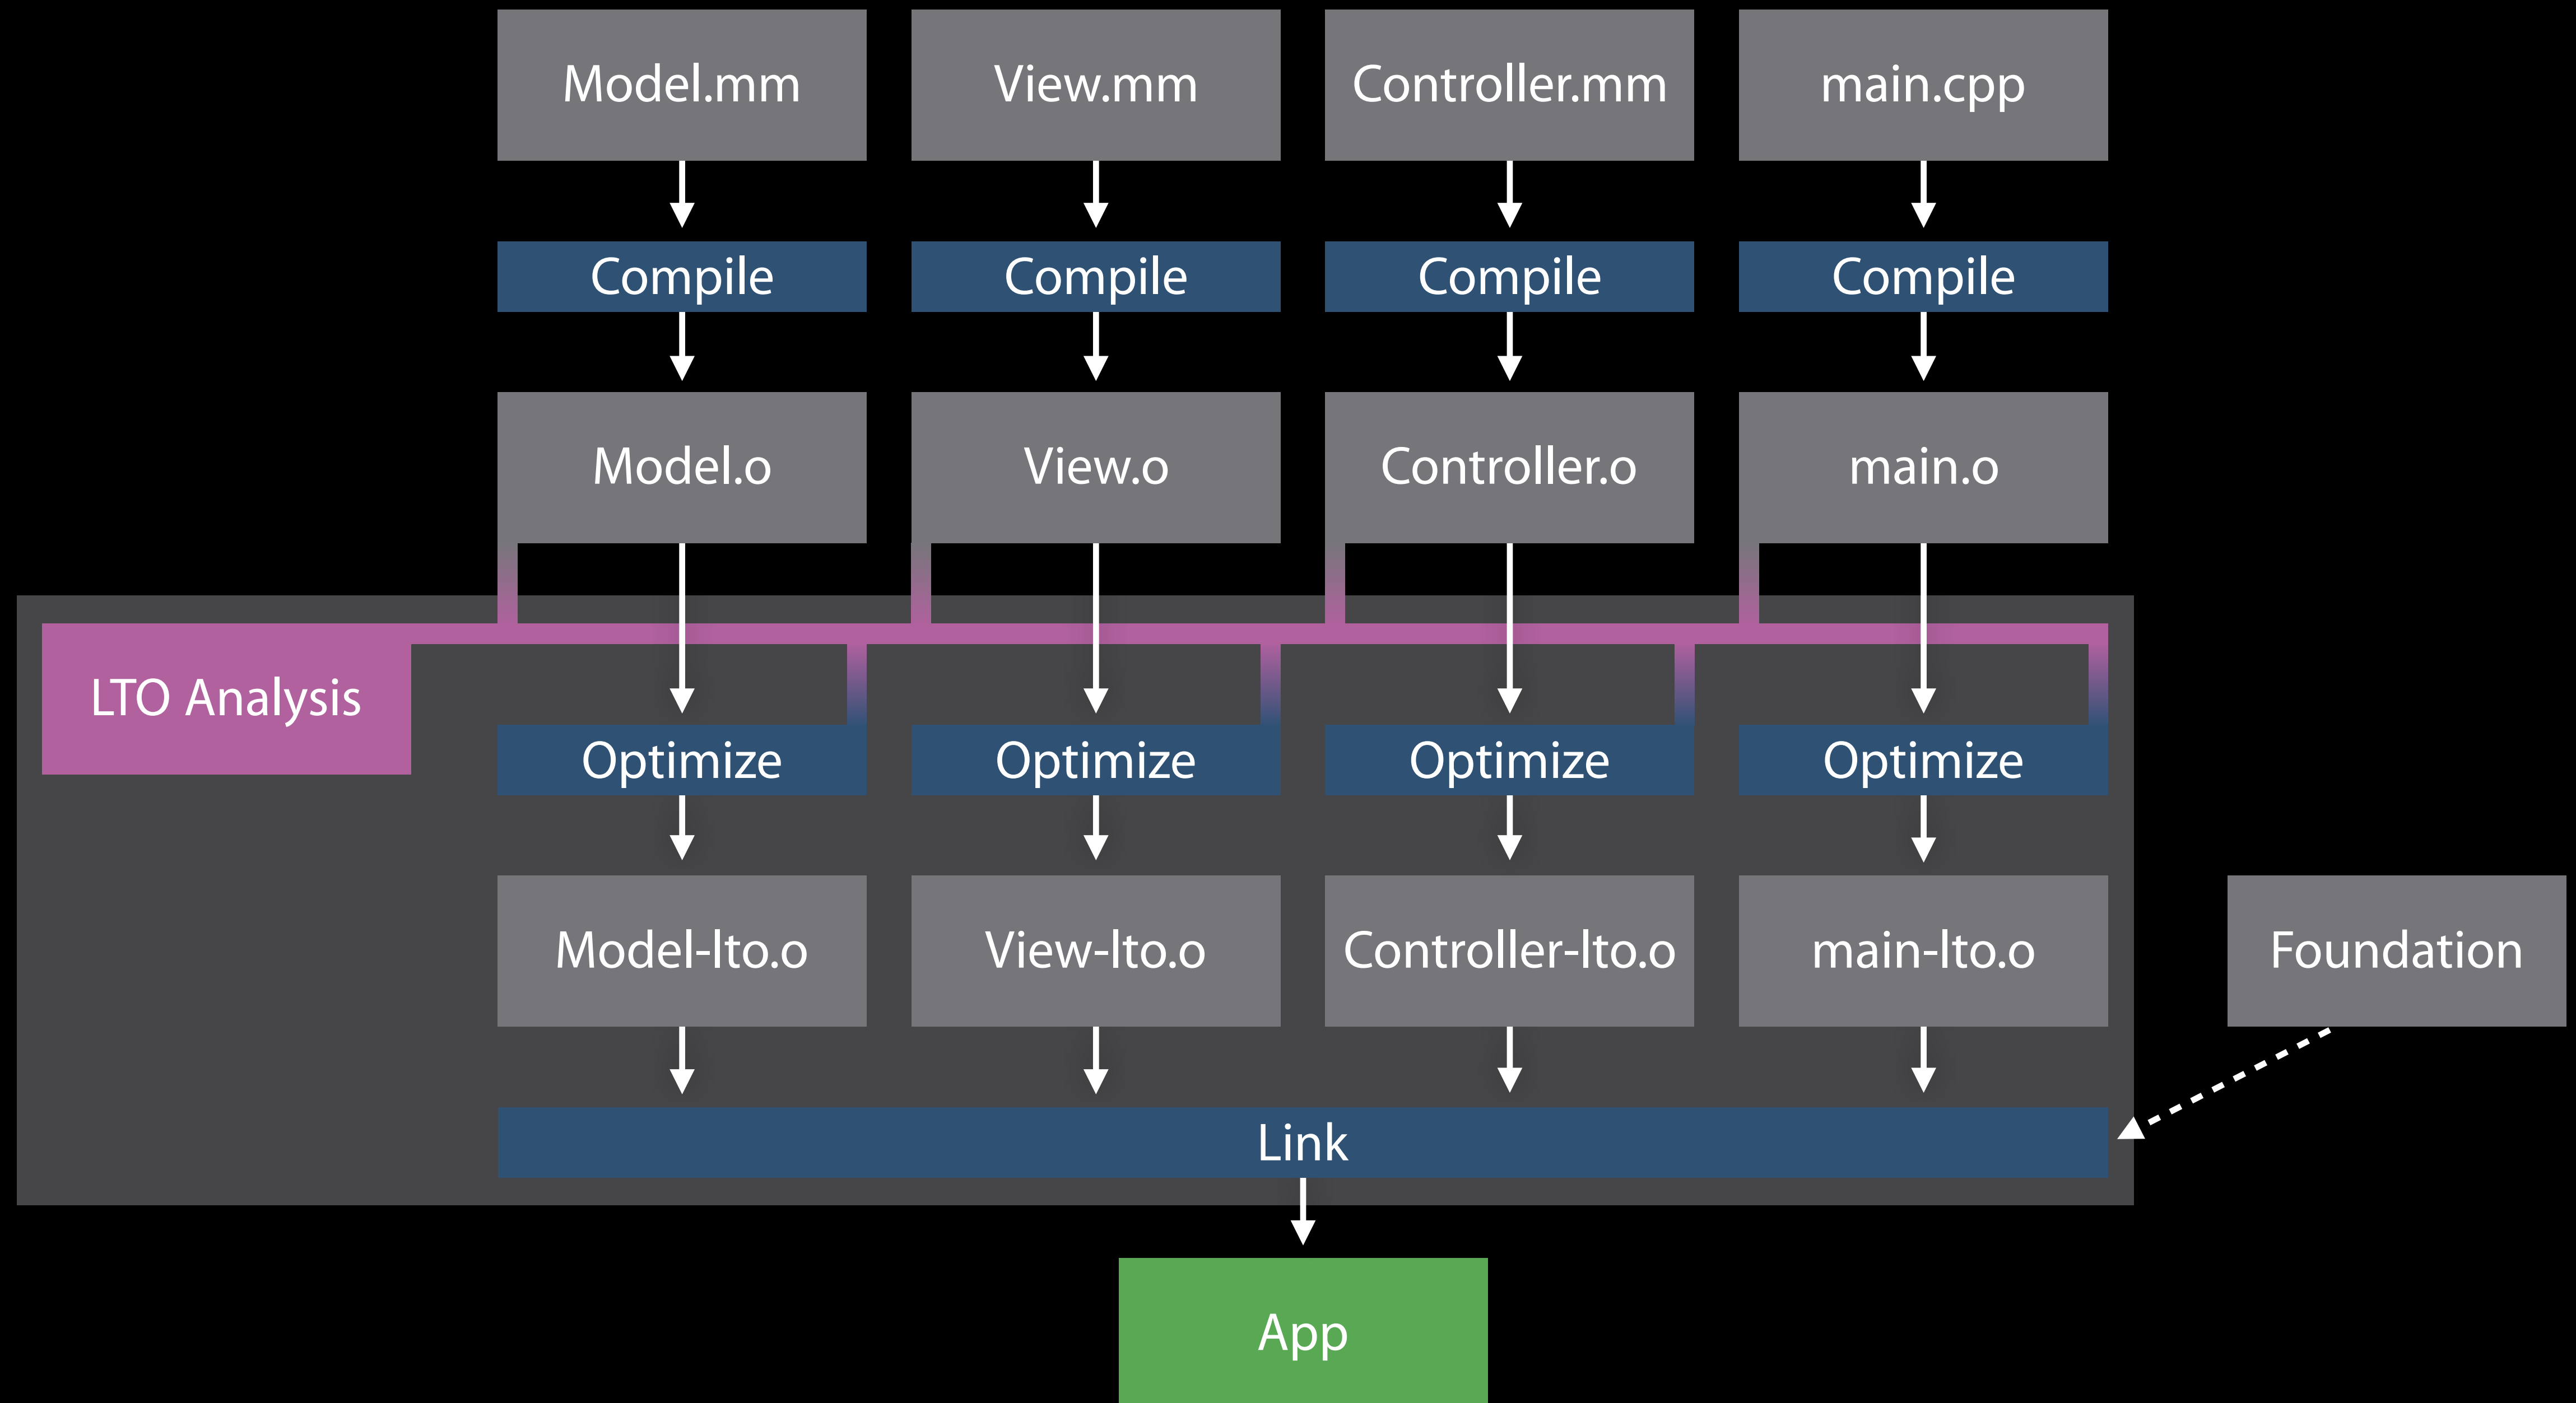 Model.mm
View.mm
Controller.mm
main.cpp
Compile
Compile
Compile
Compile
Model.o
View.o
Controller.o
main.o
LTO Analysis
Optimize
Optimize
Optimize
Optimize
Model-lto.o
View-lto.o
Controller-lto.o
main-lto.o
Foundation
Link
App